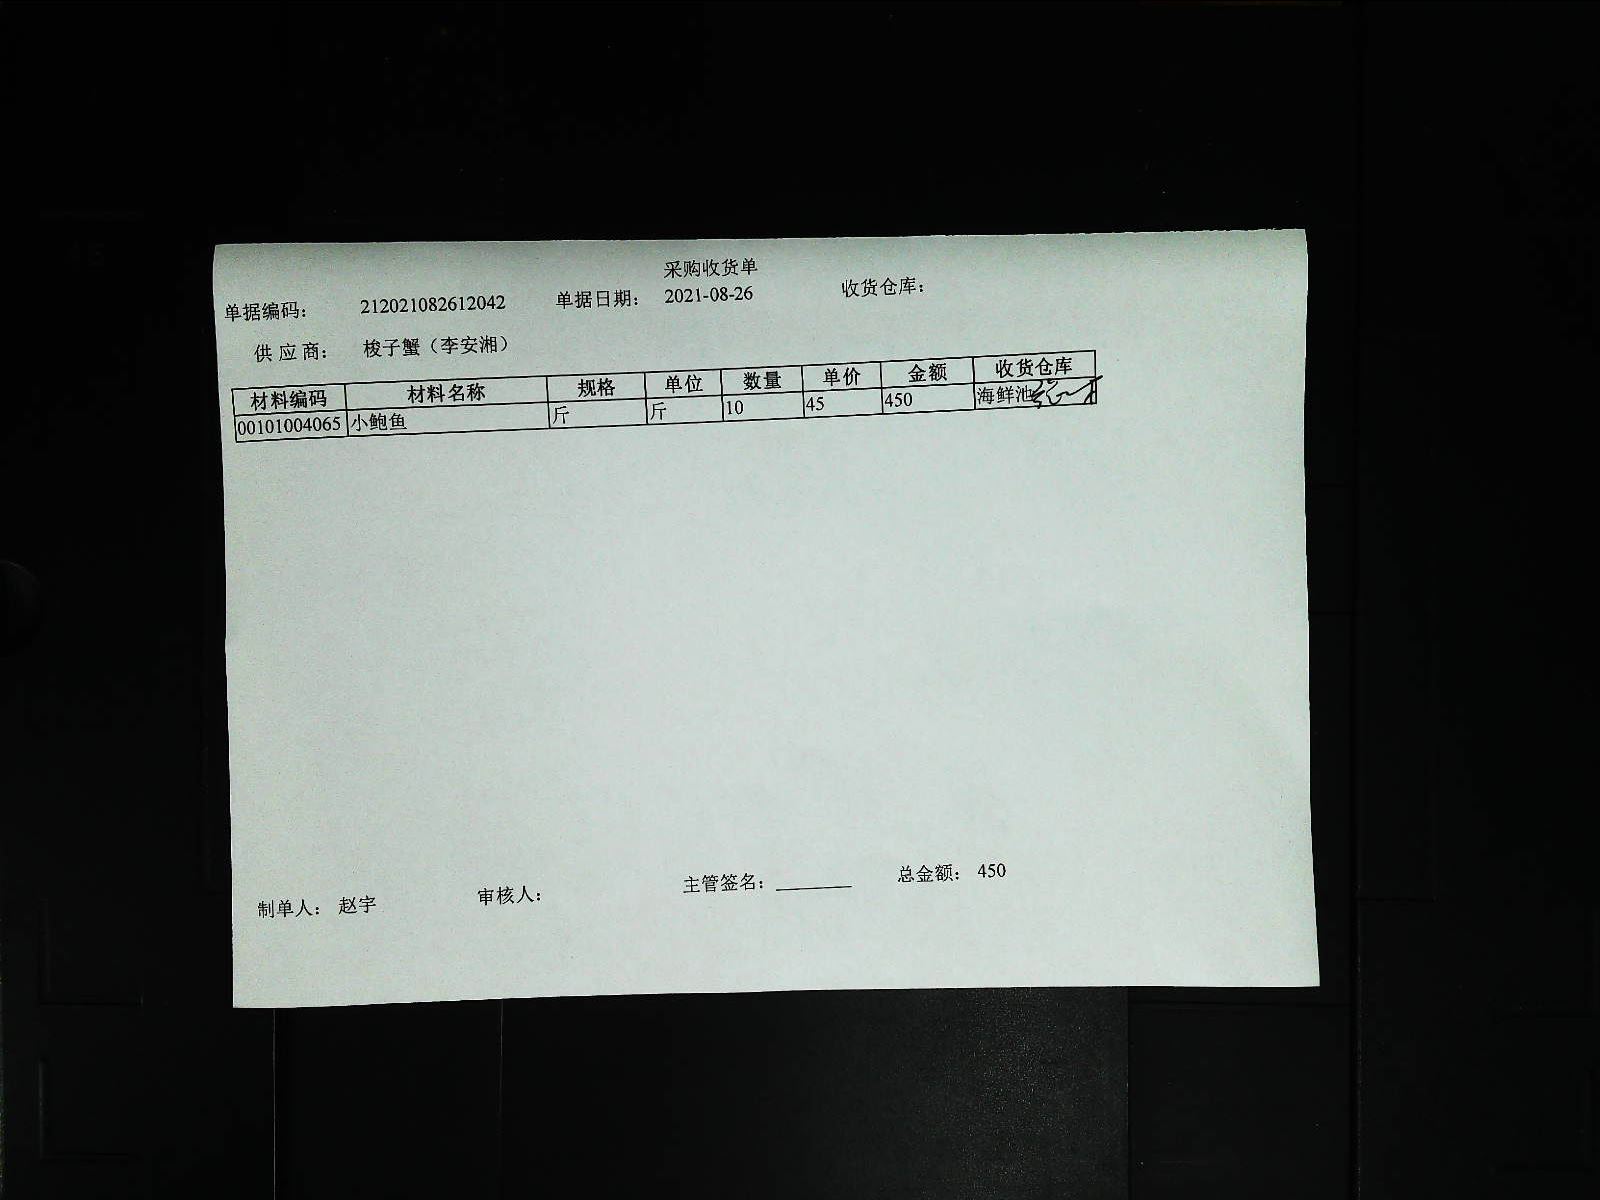 采购收货单
单据编码： 212021082612042 单据日期： 2021-08-26 收货仓库：
供应商： 梭子蟹（李安湘）
材料编码 材料名称 规格 单位 数量 单价 金额 收货仓库
00101004065 小鲍鱼 斤 斤 10 45 450 海鲜池
制单人： 赵宇 审核人： 主管签名：________ 总金额： 450